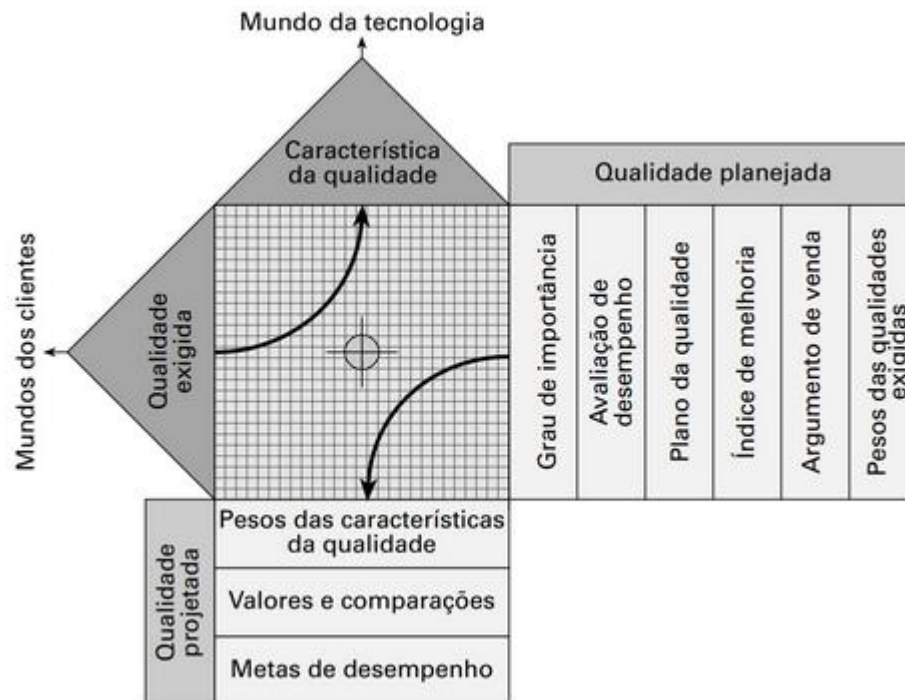 Mundo da tecnologia
Característica
da qualidade
Qualidade planejada
Mundos dos clientes
Qualidade
exigida
Grau de importância
Avaliação de
desempenho
Plano da qualidade
Índice de melhoria
Argumento de venda
Pesos das qualidades
exigidas
Qualidade
projetada
Pesos das características
da qualidade
Valores e comparações
Metas de desempenho